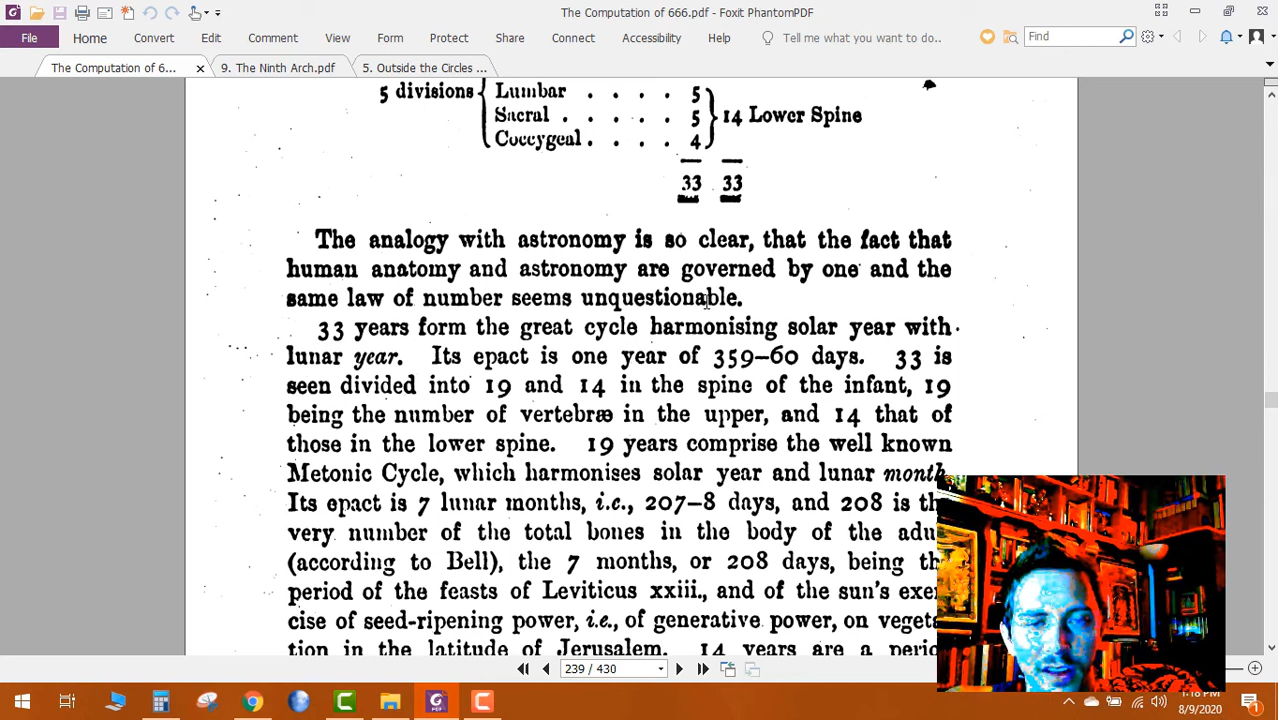 The Computation of 666.pdf - Foxit PhantomPDF
File Home Convert Edit Comment View Form Protect Share Connect Accessibility Help Tell me what you want to do... Find
The Computation of 6... 9. The Ninth Arch.pdf 5. Outside the Circles ...
5 divisions Lumbar . . . . 5
Sacral . . . . . 5 14 Lower Spine
Coccygeal . . . . 4
33 33
The analogy with astronomy is so clear, that the fact that
human anatomy and astronomy are governed by one and the
same law of number seems unquestionable.
33 years form the great cycle harmonising solar year with
lunar year. Its epact is one year of 359–60 days. 33 is
seen divided into 19 and 14 in the spine of the infant, 19
being the number of vertebræ in the upper, and 14 that of
those in the lower spine. 19 years comprise the well known
Metonic Cycle, which harmonises solar year and lunar month
Its epact is 7 lunar months, i.e., 207–8 days, and 208 is th
very number of the total bones in the body of the adu
(according to Bell), the 7 months, or 208 days, being th
period of the feasts of Leviticus xxiii., and of the sun's exer
cise of seed-ripening power, i.e., of generative power, on vegeta
tion in the latitude of Jerusalem. 14 years are a perio
239 / 430
1:18 PM
8/9/2020